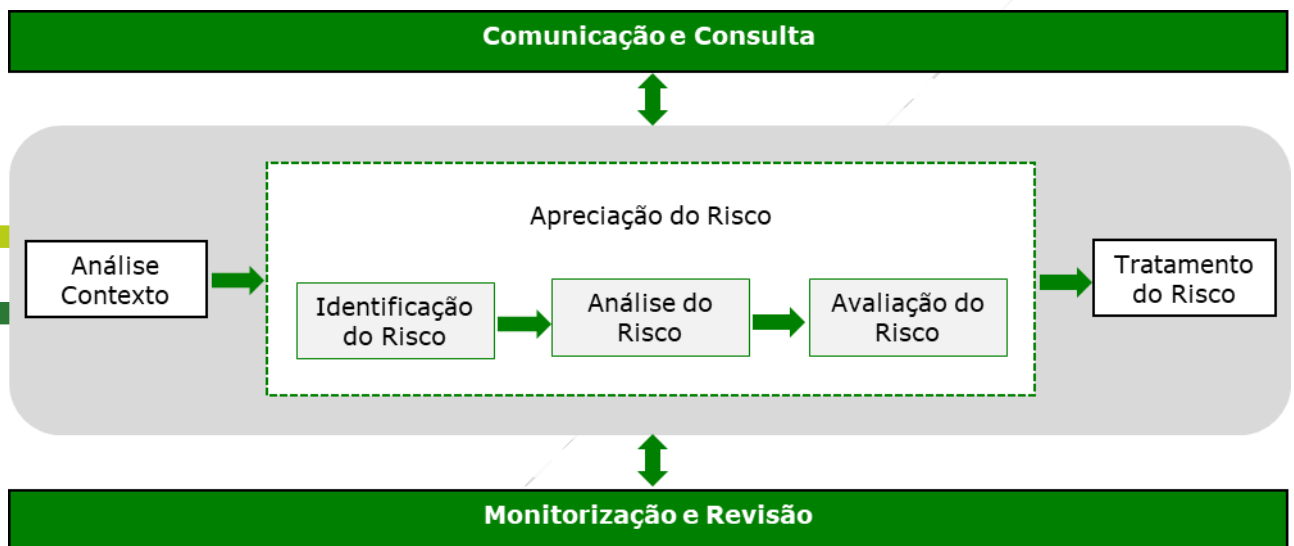 Comunicação e Consulta
Apreciação do Risco
Análise
Contexto
Identificação
do Risco
Análise do
Risco
Avaliação do
Risco
Tratamento
do Risco
Monitorização e Revisão